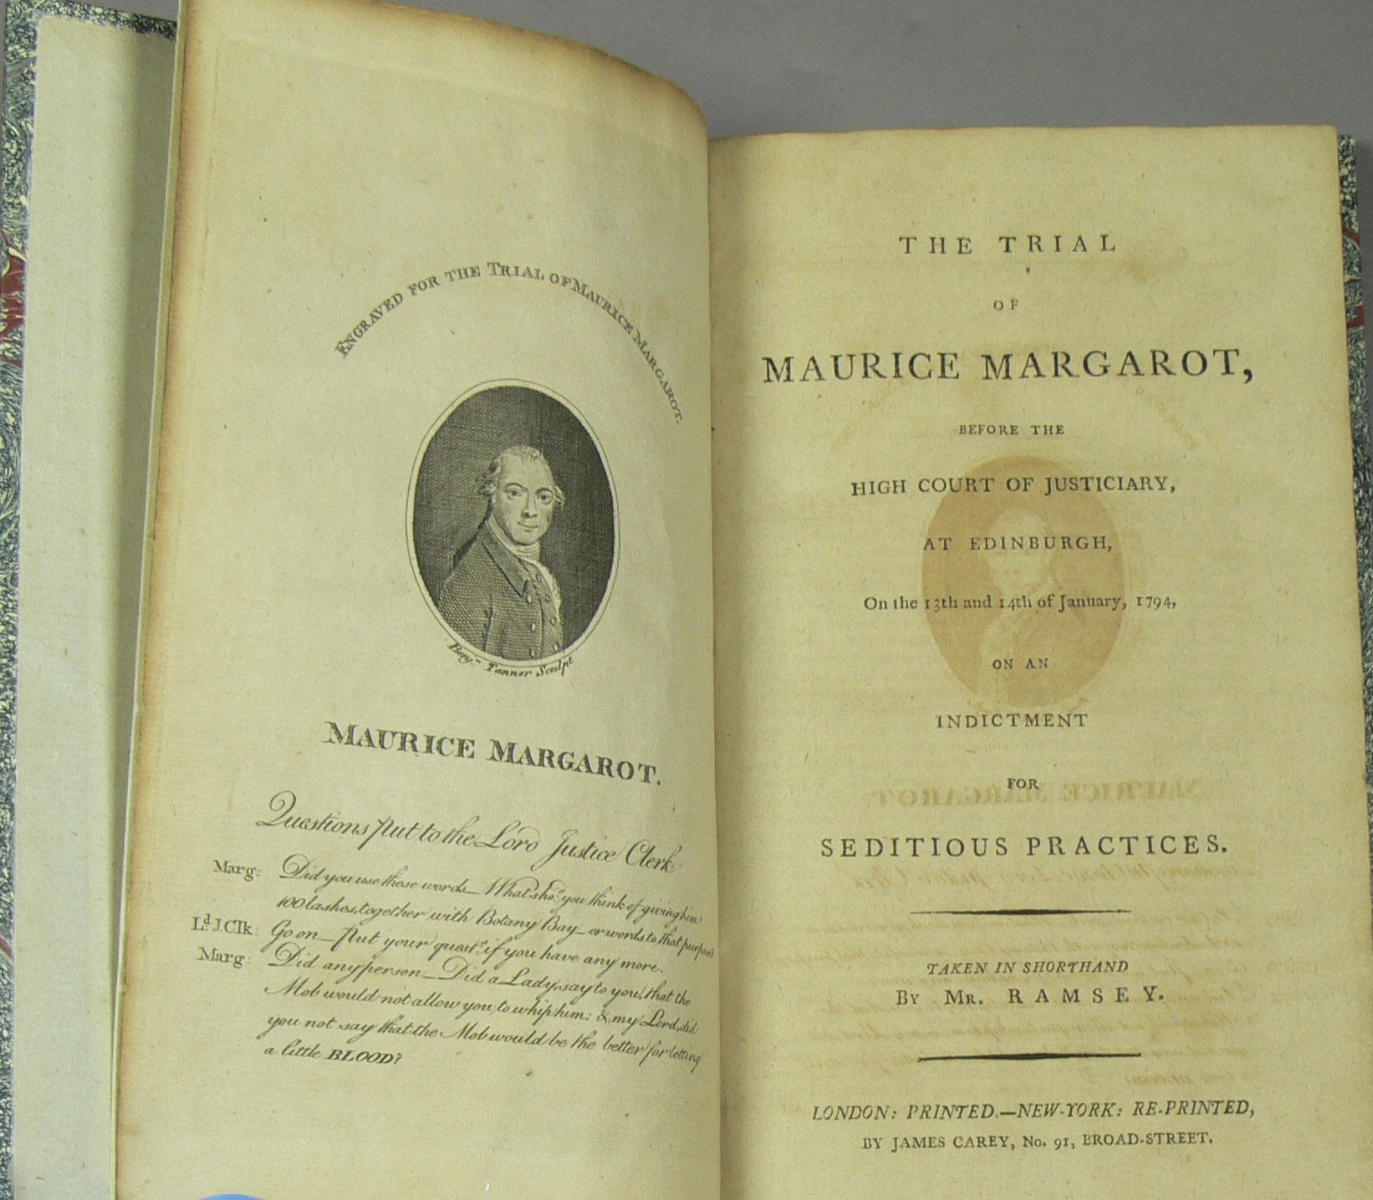 ENGRAVED FOR THE TRIAL OF MAURICE MARGAROT.
Benj.n Tanner Sculpt
MAURICE MARGAROT.
Questions put to the Lord Justice Clerk
Marg: Did you use these words_ What sho.d you think of giving him
100 lashes, together with Botany Bay_ or words to that purpose?
L.d J. Clk: Go on_ Put your quest.s if you have any more.
Marg: Did any person_ Did a Lady, say to you, that the
Mob would not allow you to whip him; & my Lord, did
you not say that the Mob would be the better for letting
a little BLOOD?
THE TRIAL
OF
MAURICE MARGAROT,
BEFORE THE
HIGH COURT OF JUSTICIARY,
AT EDINBURGH,
On the 13th and 14th of January, 1794,
ON AN
INDICTMENT
FOR
SEDITIOUS PRACTICES.
TAKEN IN SHORTHAND
BY MR. RAMSEY.
LONDON: PRINTED.—NEW-YORK: RE-PRINTED,
BY JAMES CAREY, No. 91, BROAD-STREET.